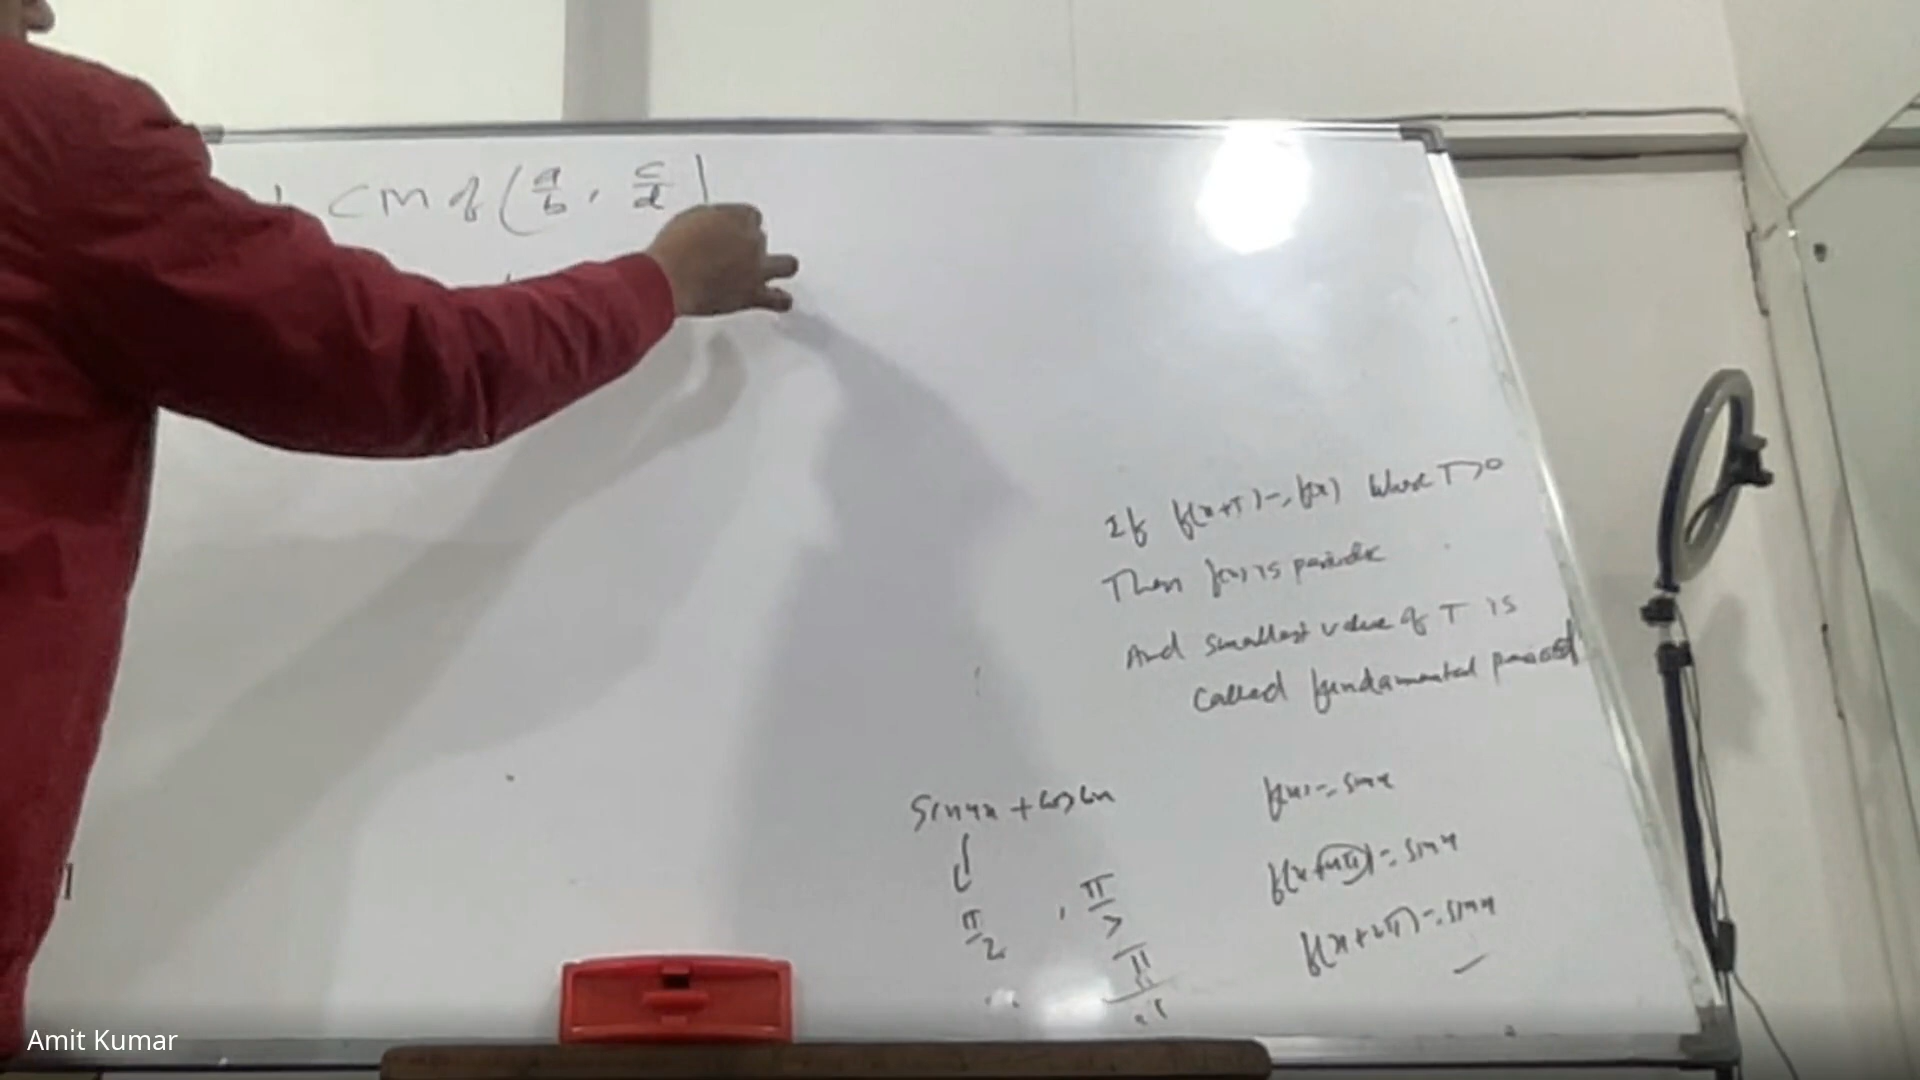 LCM of (a/b, c/d)
If f(x+T) = f(x) where T>0
Then f(x) is periodic
And smallest value of T is
called fundamental period
sin4x + cos6x
f(x) = sinx
f(x+4π) = sinx
π/2 , π/3
f(x+2π) = sinx
Amit Kumar